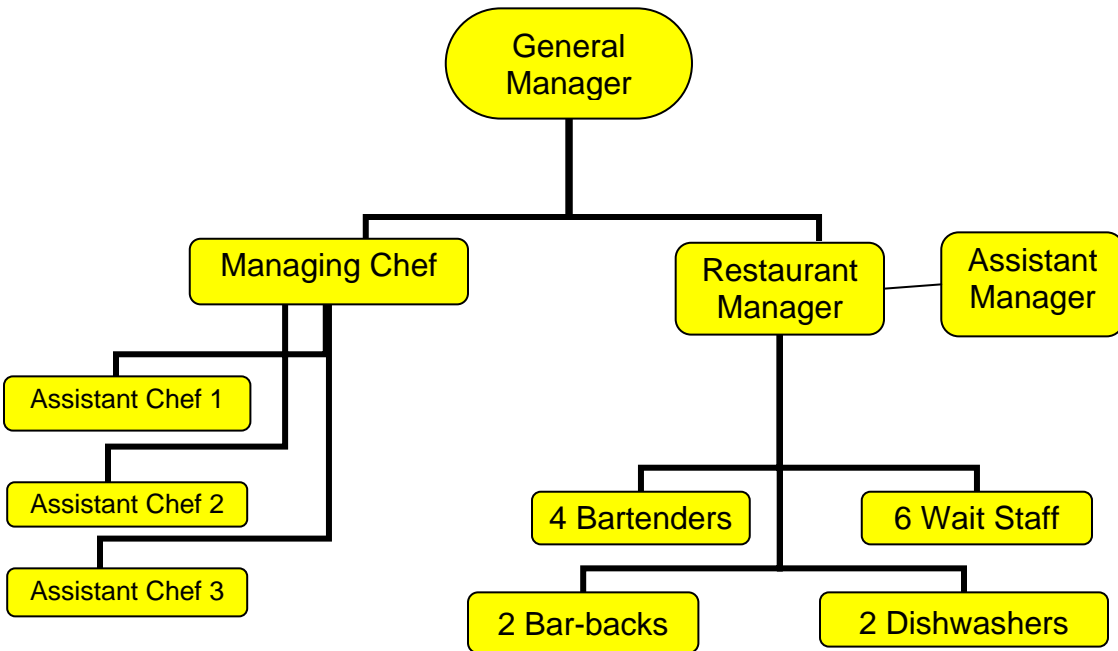 General
Manager
Managing Chef
Restaurant
Manager
Assistant
Manager
Assistant Chef 1
Assistant Chef 2
Assistant Chef 3
4 Bartenders
6 Wait Staff
2 Bar-backs
2 Dishwashers